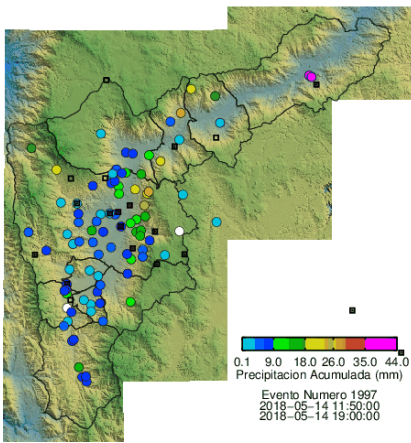 0.1 9.0 18.0 26.0 35.0 44.0
Precipitacion Acumulada (mm)
Evento Numero 1997
2018-05-14 11:50:00
2018-05-14 19:00:00